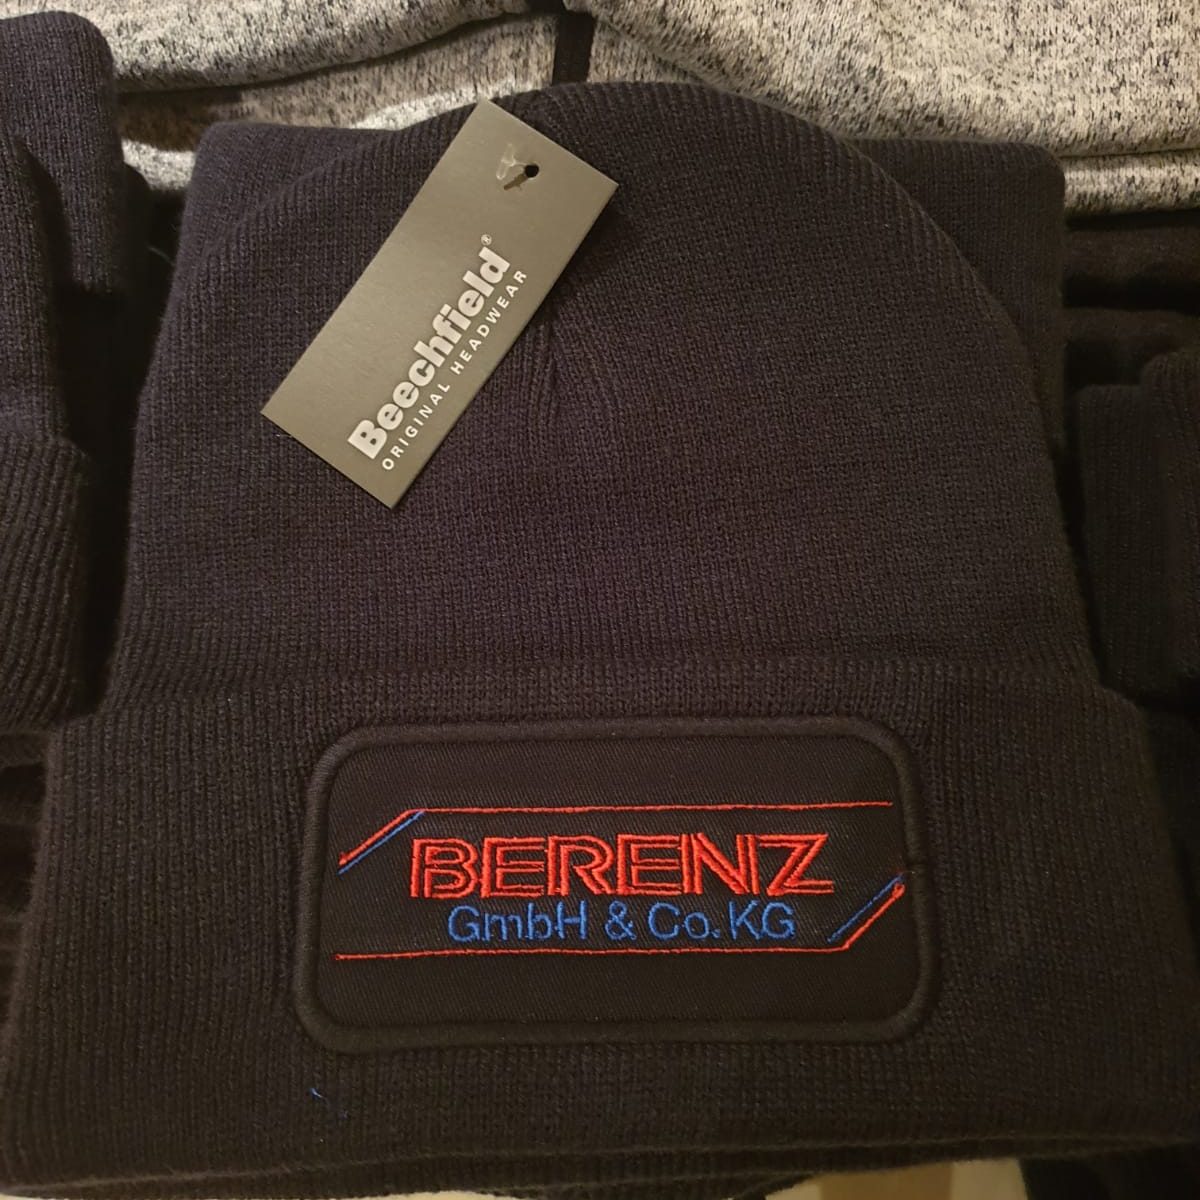 Beechfield®
ORIGINAL HEADWEAR
BERENZ
GmbH & Co. KG